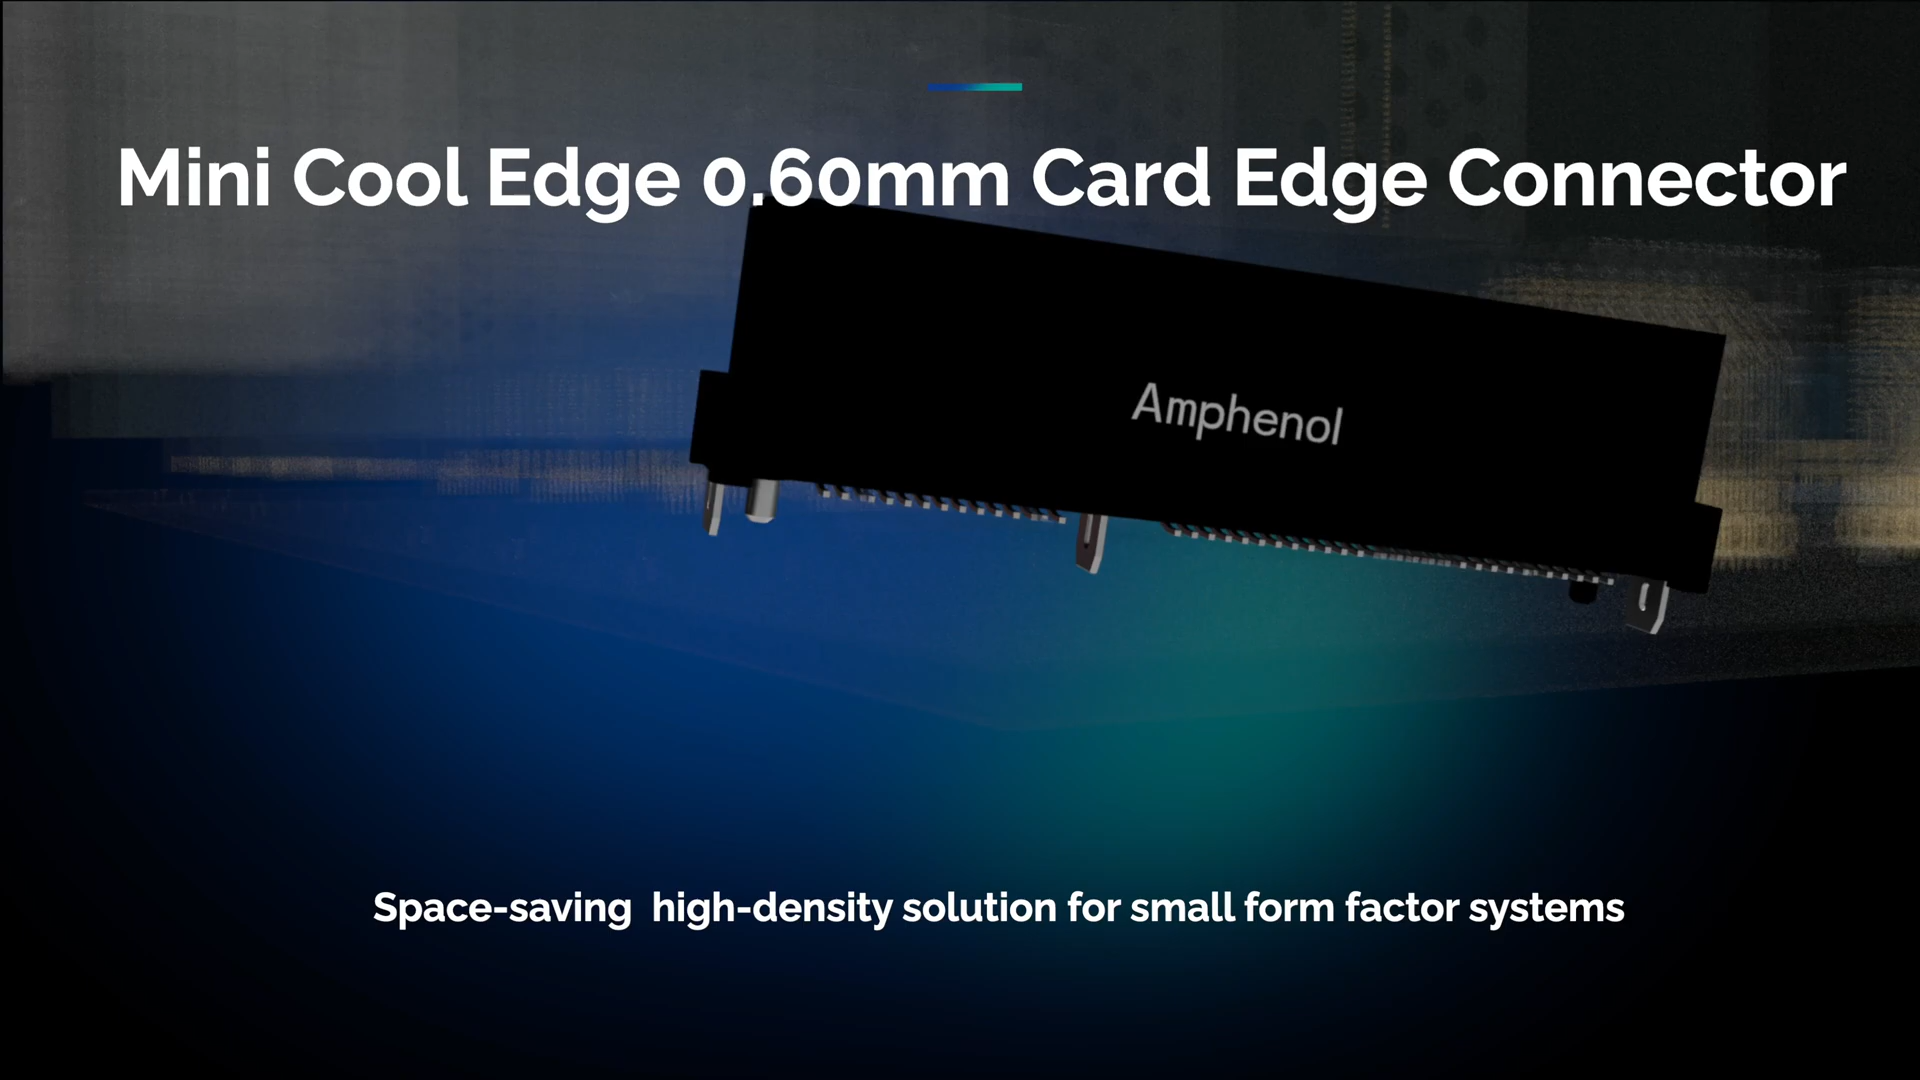 Mini Cool Edge 0.60mm Card Edge Connector
Amphenol
Space-saving  high-density solution for small form factor systems